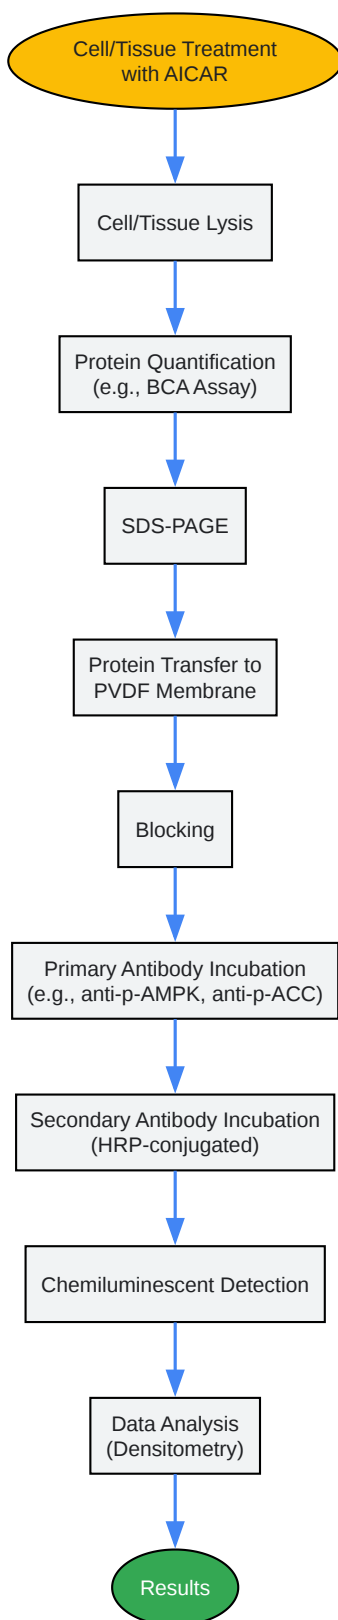 Cell/Tissue Treatment
with AICAR
Cell/Tissue Lysis
Protein Quantification
(e.g., BCA Assay)
SDS-PAGE
Protein Transfer to
PVDF Membrane
Blocking
Primary Antibody Incubation
(e.g., anti-p-AMPK, anti-p-ACC)
Secondary Antibody Incubation
(HRP-conjugated)
Chemiluminescent Detection
Data Analysis
(Densitometry)
Results